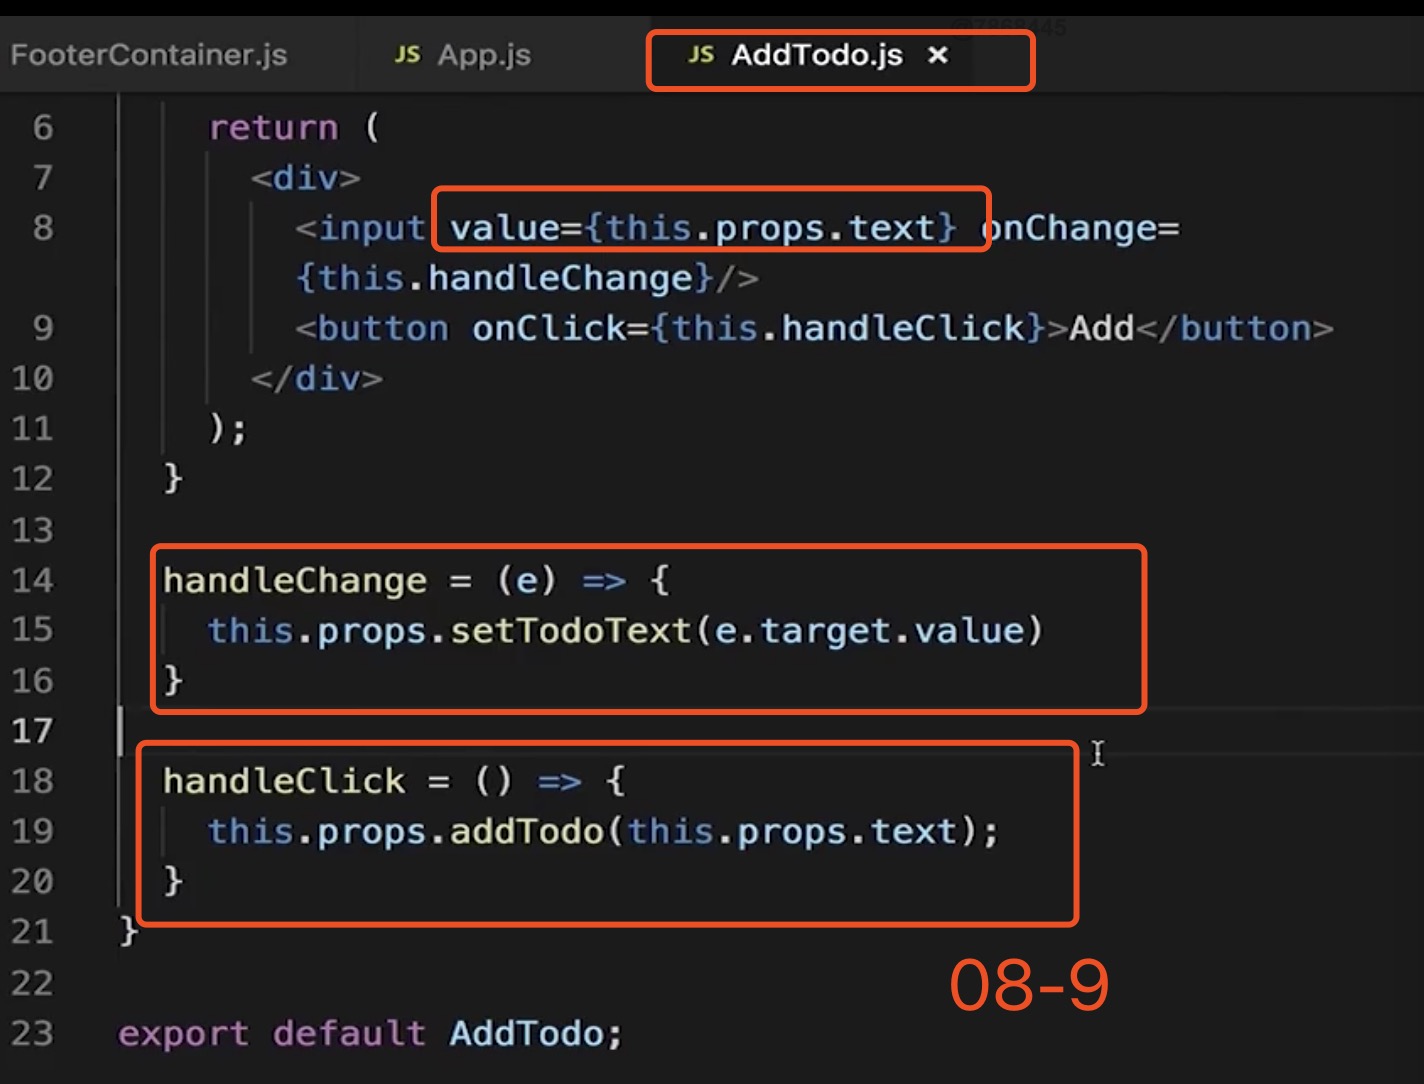 @7868445
FooterContainer.js JS App.js JS AddTodo.js ×
6 return (
7 <div>
8 <input value={this.props.text} onChange=
{this.handleChange}/>
9 <button onClick={this.handleClick}>Add</button>
10 </div>
11 );
12 }
13
14 handleChange = (e) => {
15 this.props.setTodoText(e.target.value)
16 }
17
18 handleClick = () => {
19 this.props.addTodo(this.props.text);
20 }
21 }
22
23 export default AddTodo;
08-9